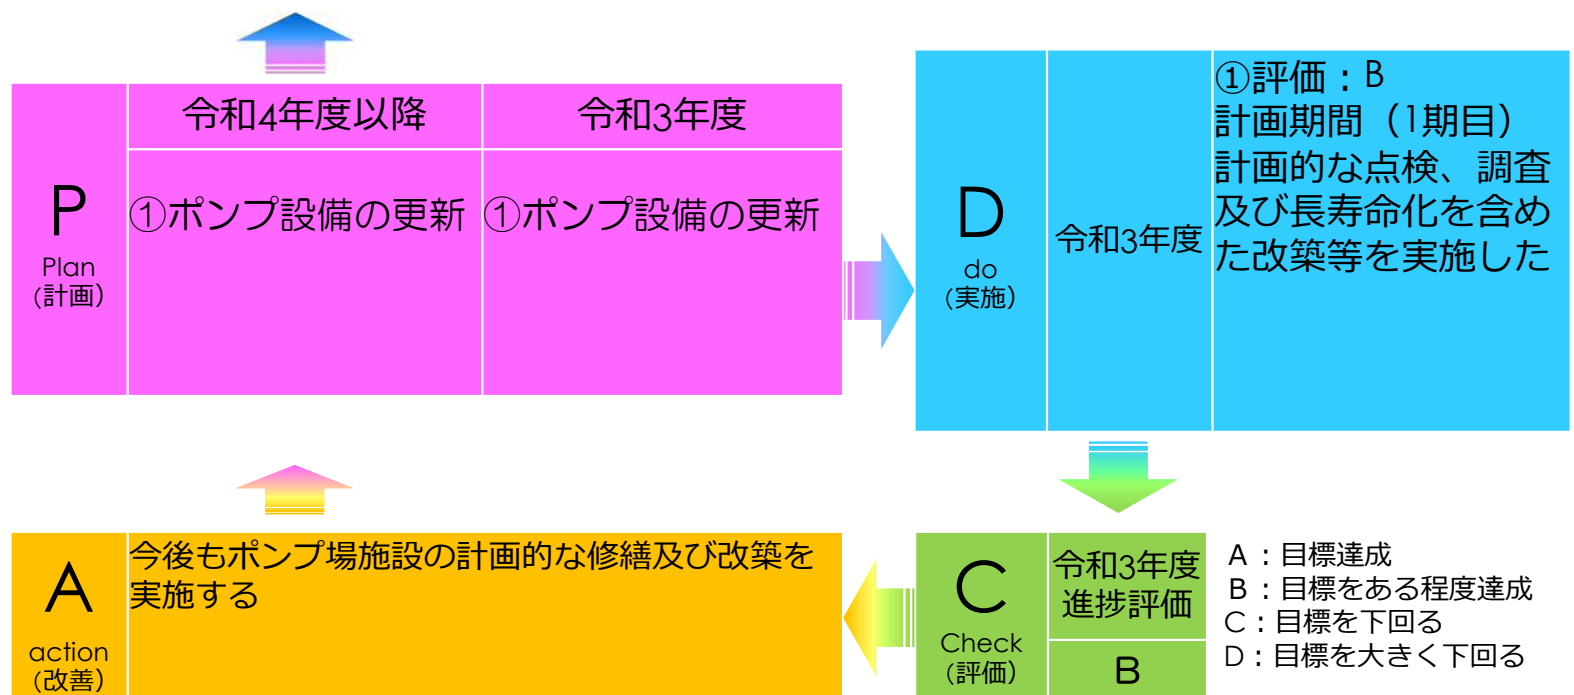 P
Plan
(計画)
令和4年度以降
令和3年度
①ポンプ設備の更新
①ポンプ設備の更新
D
do
(実施)
令和3年度
①評価：B
計画期間（1期目）
計画的な点検、調査
及び長寿命化を含め
た改築等を実施した
A
action
(改善)
今後もポンプ場施設の計画的な修繕及び改築を
実施する
C
Check
(評価)
令和3年度
進捗評価
B
A：目標達成
B：目標をある程度達成
C：目標を下回る
D：目標を大きく下回る